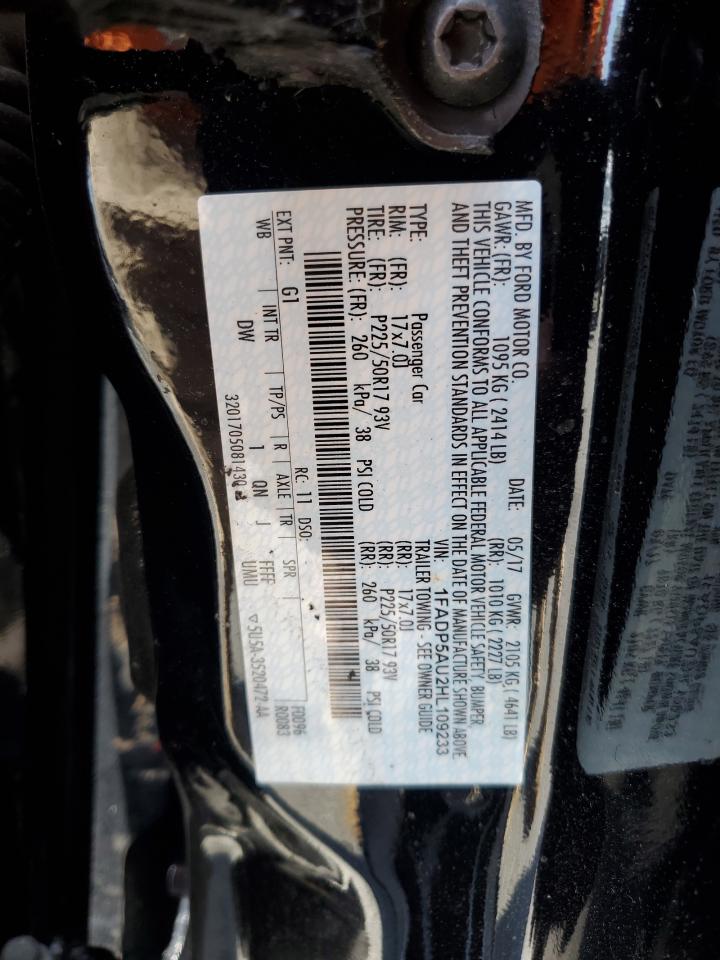 MFD. BY FORD MOTOR CO.
DATE: 05/17 GVWR: 2105 KG ( 4641 LB)
GAWR: (FR): 1095 KG ( 2414 LB) (RR): 1010 KG ( 2227 LB)
THIS VEHICLE CONFORMS TO ALL APPLICABLE FEDERAL MOTOR VEHICLE SAFETY, BUMPER
AND THEFT PREVENTION STANDARDS IN EFFECT ON THE DATE OF MANUFACTURE SHOWN ABOVE
VIN: 1FADP5AU2HL109233
TYPE: Passenger Car TRAILER TOWING - SEE OWNER GUIDE
RIM: (FR): 17x7.0J (RR): 17x7.0J
TIRE: (FR): P225/50R17 93V (RR): P225/50R17 93V
PRESSURE: (FR): 260 kPa/ 38 PSI COLD (RR): 260 kPa/ 38 PSI COLD
RC: 11 DSO: F0096
EXT PNT: G1 R0083
WB INT TR TP/PS R AXLE TR SPR
DW 1 QN J FFFF
UMU
3201705081430 ▽5U5A-3520472-AA